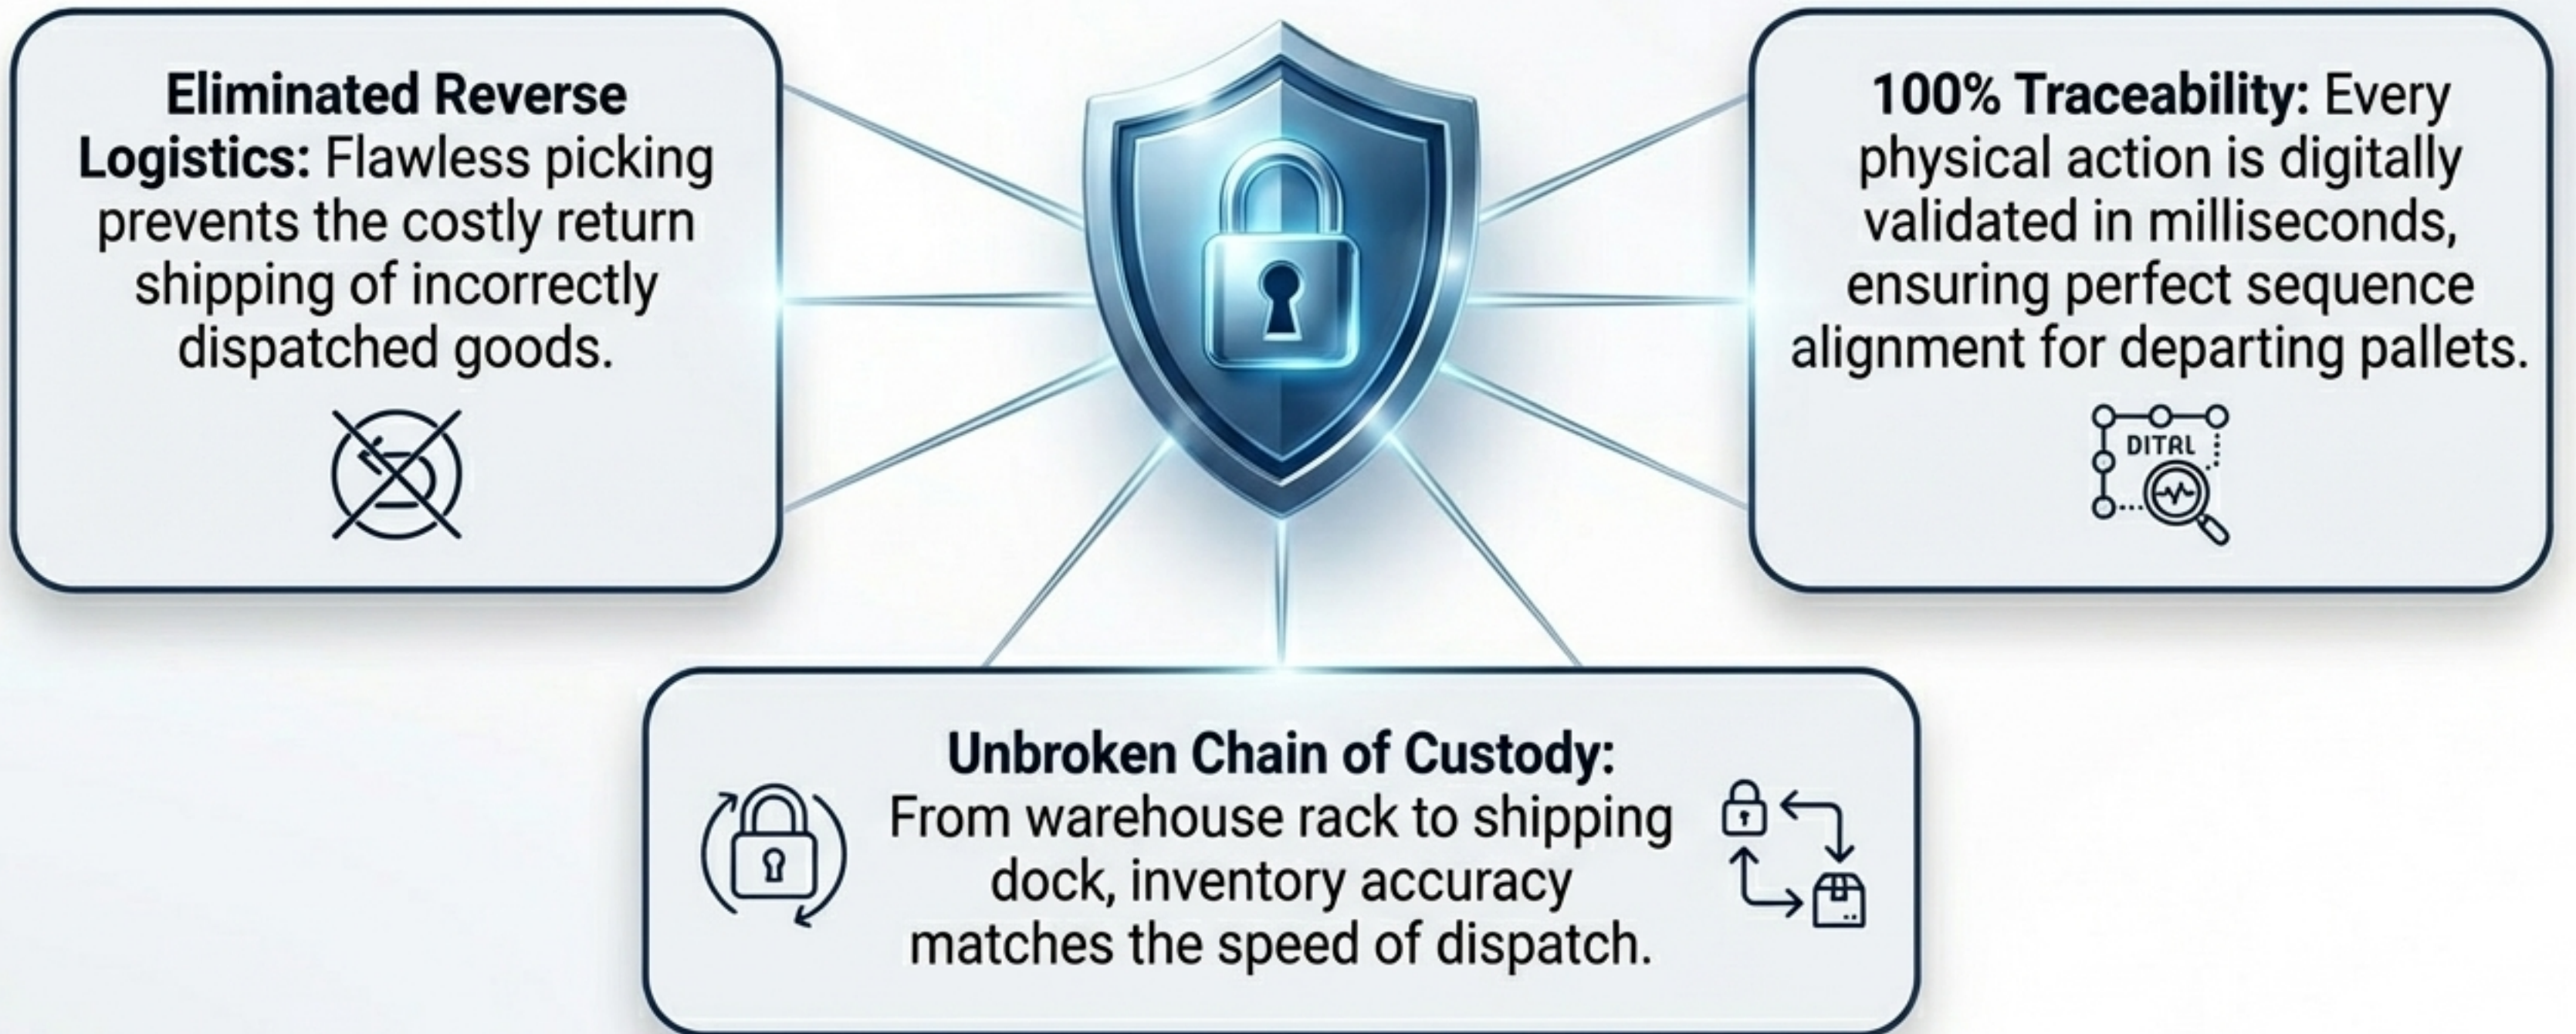 Eliminated Reverse
Logistics: Flawless picking
prevents the costly return
shipping of incorrectly
dispatched goods.
100% Traceability: Every
physical action is digitally
validated in milliseconds,
ensuring perfect sequence
alignment for departing pallets.
DITRL
Unbroken Chain of Custody:
From warehouse rack to shipping
dock, inventory accuracy
matches the speed of dispatch.